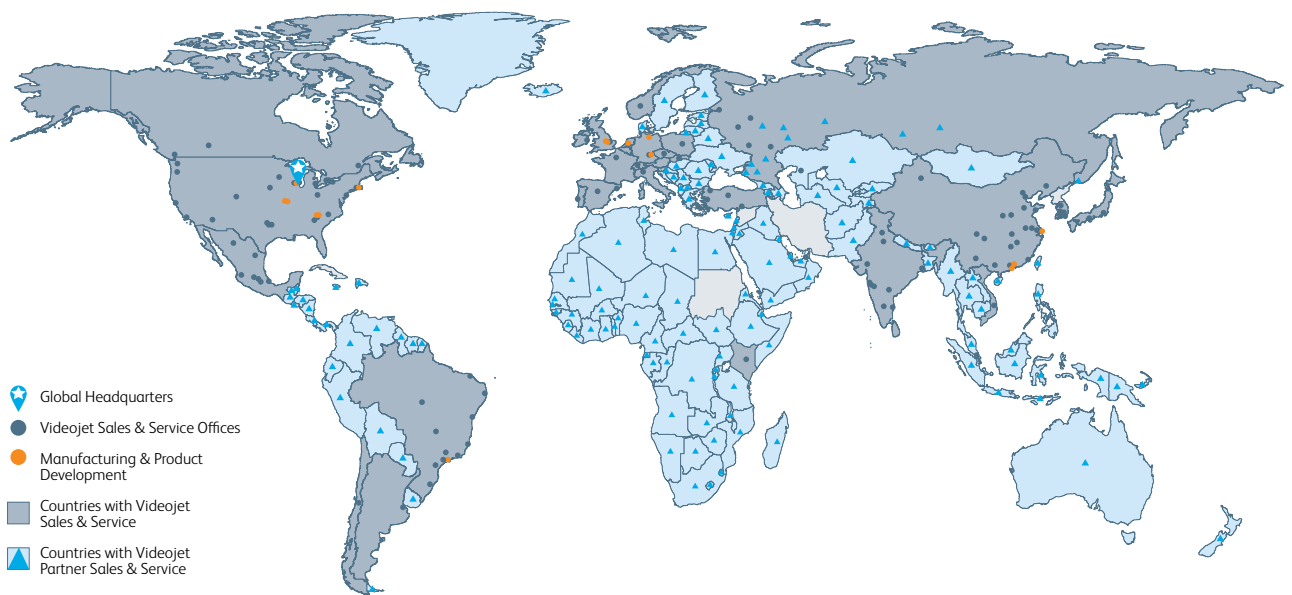 Global Headquarters
Videojet Sales & Service Offices
Manufacturing & Product
Development
Countries with Videojet
Sales & Service
Countries with Videojet
Partner Sales & Service